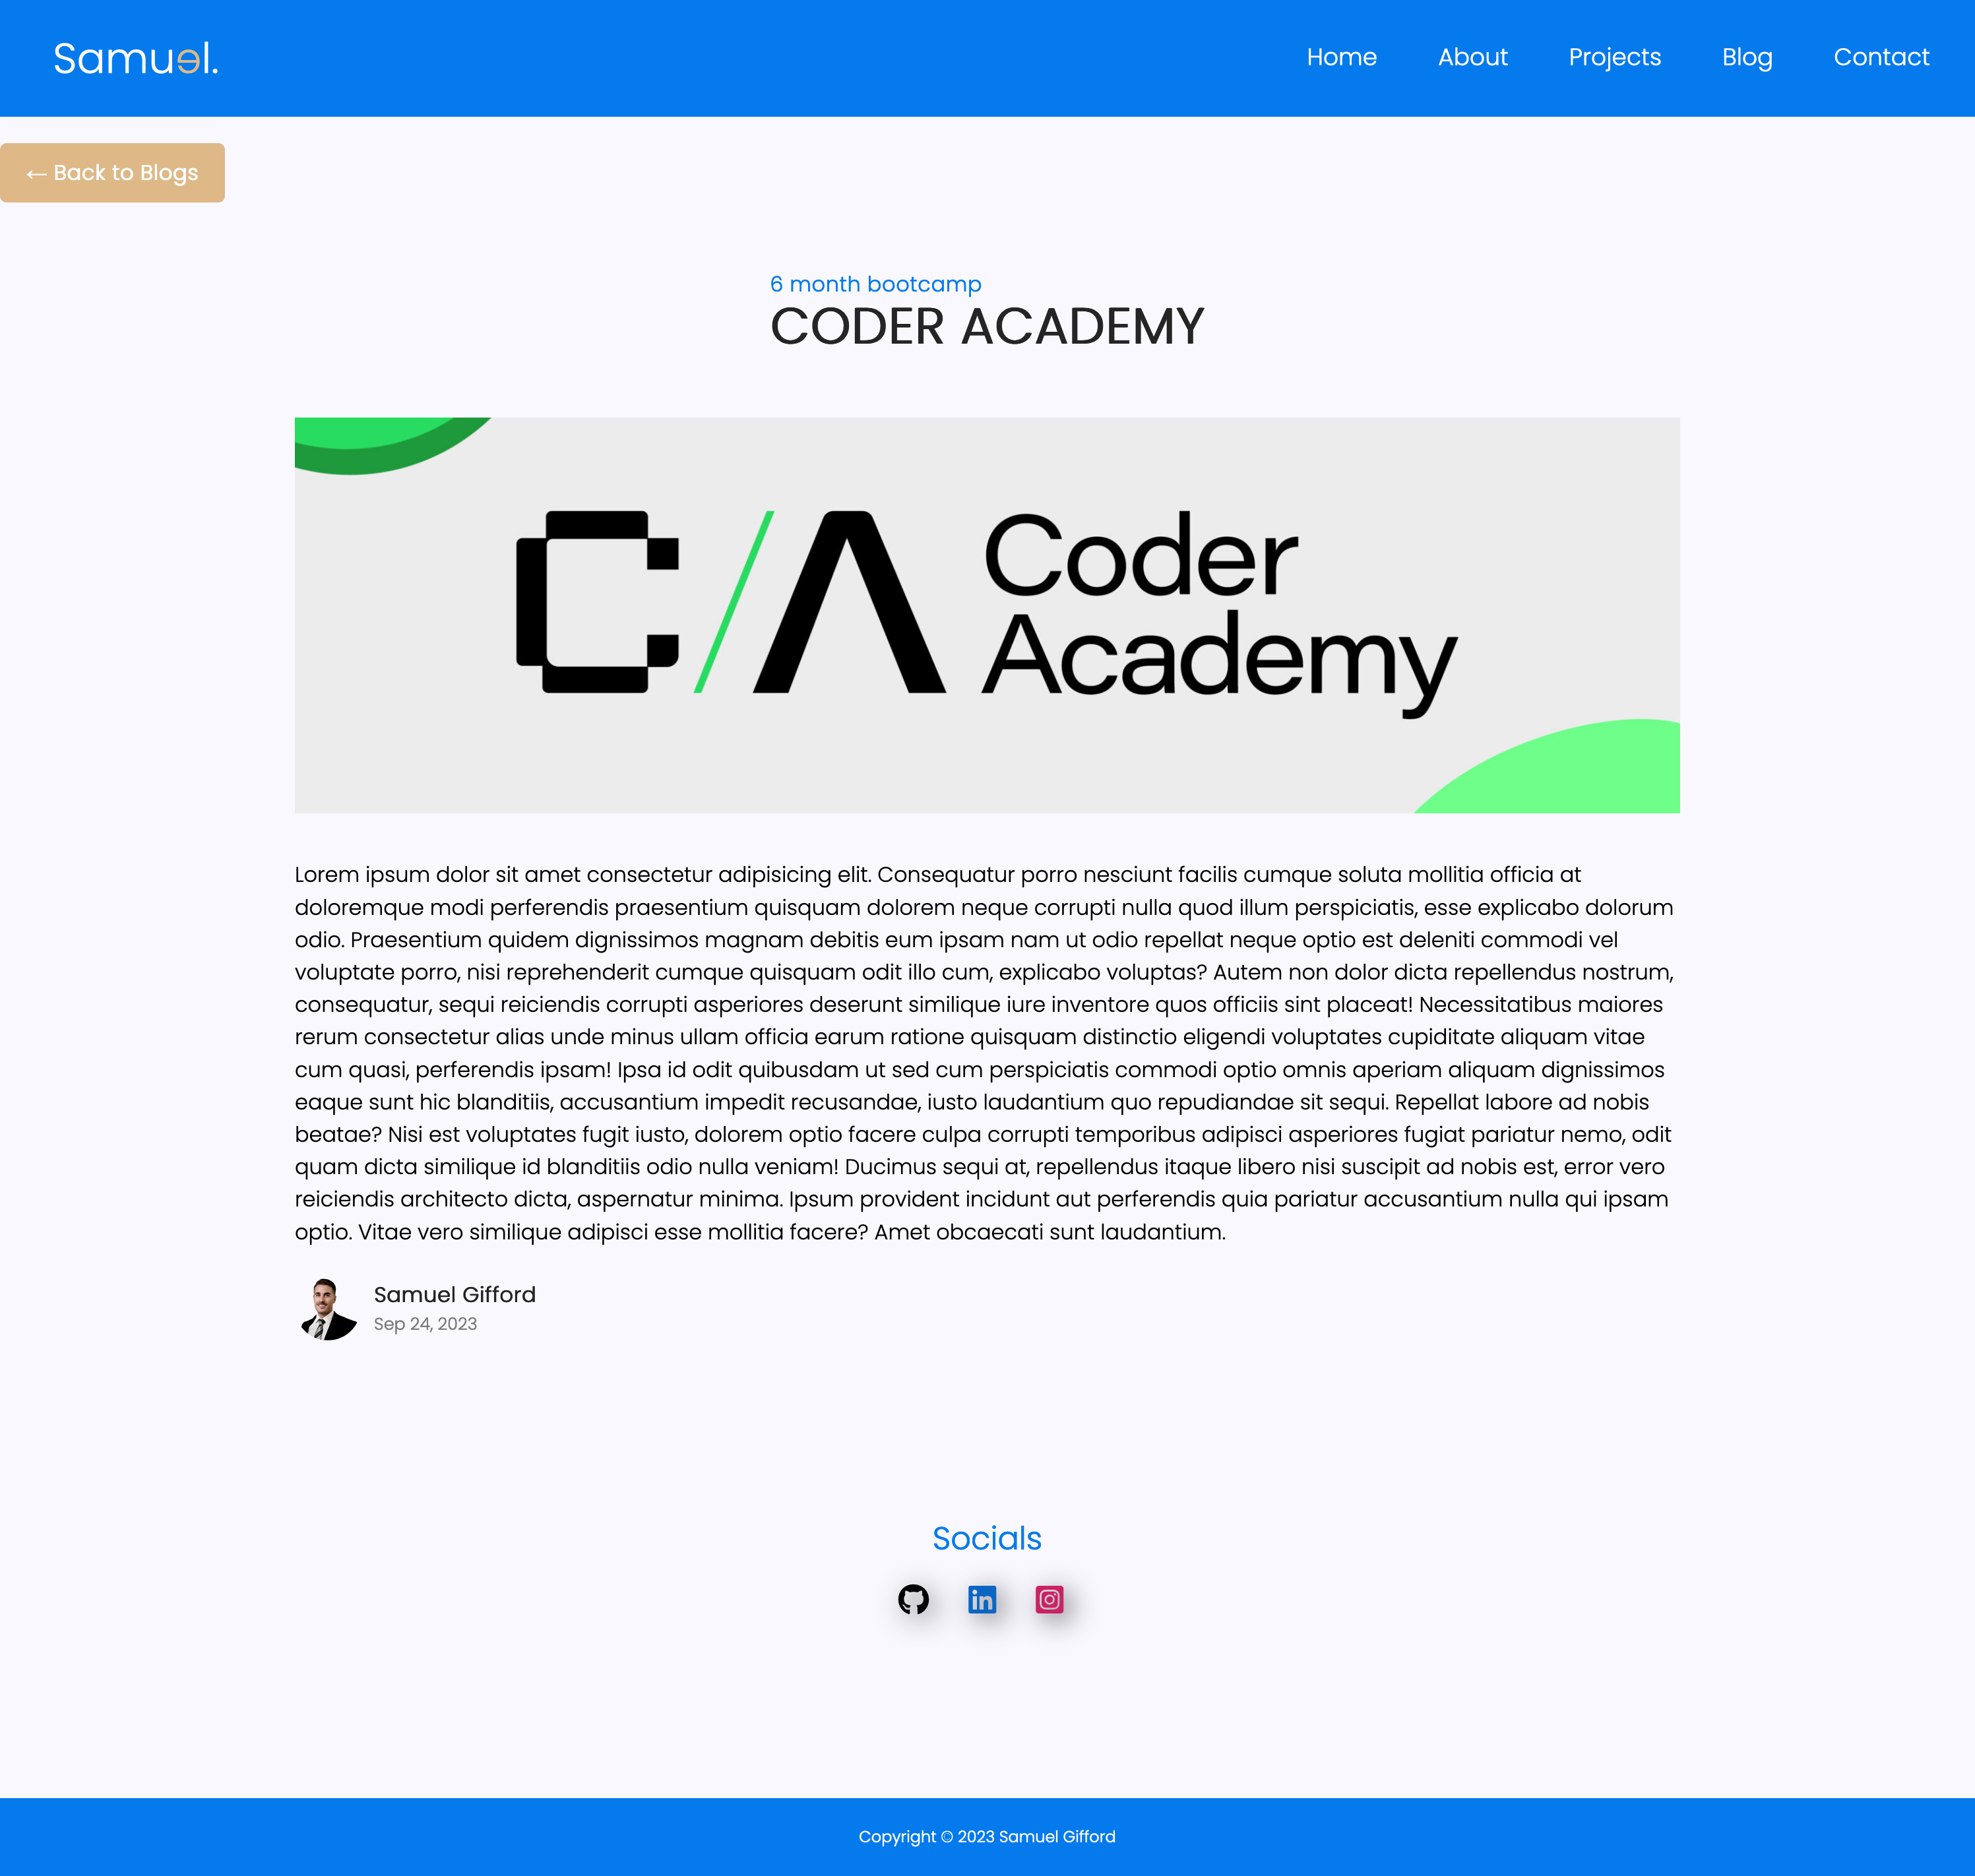 Samuel.
Home About Projects Blog Contact
← Back to Blogs
6 month bootcamp
CODER ACADEMY
C/A Coder
Academy
Lorem ipsum dolor sit amet consectetur adipisicing elit. Consequatur porro nesciunt facilis cumque soluta mollitia officia at
doloremque modi perferendis praesentium quisquam dolorem neque corrupti nulla quod illum perspiciatis, esse explicabo dolorum
odio. Praesentium quidem dignissimos magnam debitis eum ipsam nam ut odio repellat neque optio est deleniti commodi vel
voluptate porro, nisi reprehenderit cumque quisquam odit illo cum, explicabo voluptas? Autem non dolor dicta repellendus nostrum,
consequatur, sequi reiciendis corrupti asperiores deserunt similique iure inventore quos officiis sint placeat! Necessitatibus maiores
rerum consectetur alias unde minus ullam officia earum ratione quisquam distinctio eligendi voluptates cupiditate aliquam vitae
cum quasi, perferendis ipsam! Ipsa id odit quibusdam ut sed cum perspiciatis commodi optio omnis aperiam aliquam dignissimos
eaque sunt hic blanditiis, accusantium impedit recusandae, iusto laudantium quo repudiandae sit sequi. Repellat labore ad nobis
beatae? Nisi est voluptates fugit iusto, dolorem optio facere culpa corrupti temporibus adipisci asperiores fugiat pariatur nemo, odit
quam dicta similique id blanditiis odio nulla veniam! Ducimus sequi at, repellendus itaque libero nisi suscipit ad nobis est, error vero
reiciendis architecto dicta, aspernatur minima. Ipsum provident incidunt aut perferendis quia pariatur accusantium nulla qui ipsam
optio. Vitae vero similique adipisci esse mollitia facere? Amet obcaecati sunt laudantium.
Samuel Gifford
Sep 24, 2023
Socials
in
Copyright © 2023 Samuel Gifford